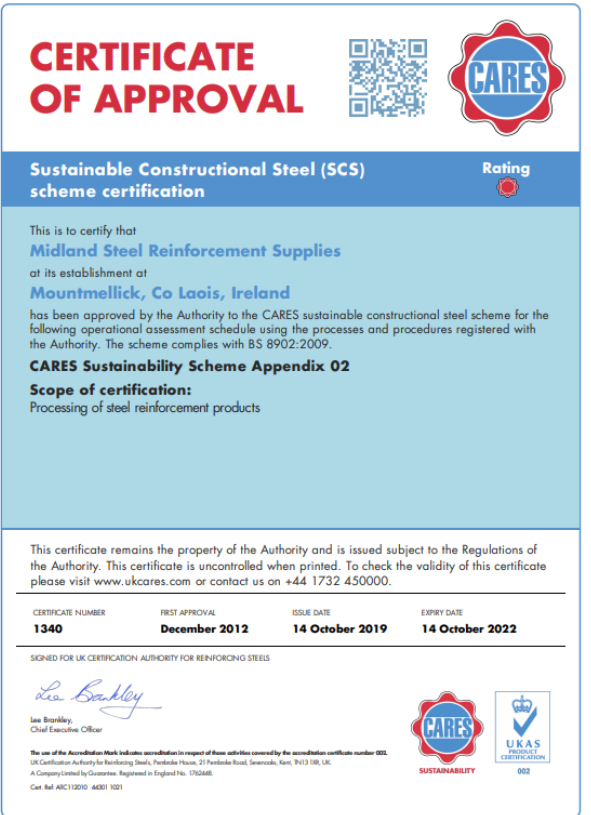 CERTIFICATE
OF APPROVAL
CARES
Sustainable Constructional Steel (SCS)
scheme certification
Rating
This is to certify that
Midland Steel Reinforcement Supplies
at its establishment at
Mountmellick, Co Laois, Ireland
has been approved by the Authority to the CARES sustainable constructional steel scheme for the
following operational assessment schedule using the processes and procedures registered with
the Authority. The scheme complies with BS 8902:2009.
CARES Sustainability Scheme Appendix 02
Scope of certification:
Processing of steel reinforcement products
This certificate remains the property of the Authority and is issued subject to the Regulations of
the Authority. This certificate is uncontrolled when printed. To check the validity of this certificate
please visit www.ukcares.com or contact us on +44 1732 450000.
CERTIFICATE NUMBER FIRST APPROVAL ISSUE DATE EXPIRY DATE
1340 December 2012 14 October 2019 14 October 2022
SIGNED FOR UK CERTIFICATION AUTHORITY FOR REINFORCING STEELS
Lee Brankley
Lee Brankley,
Chief Executive Officer
The use of the Accreditation Mark indicates accreditation in respect of those activities covered by the accreditation certificate number 002.
UK Certification Authority for Reinforcing Steels, Pembroke House, 21 Pembroke Road, Sevenoaks, Kent, TN13 1XR, UK.
A Company Limited by Guarantee. Registered in England No. 1762448.
Cert. Ref: ATC112010 44301 1021
CARES
SUSTAINABILITY
UKAS
PRODUCT
CERTIFICATION
002